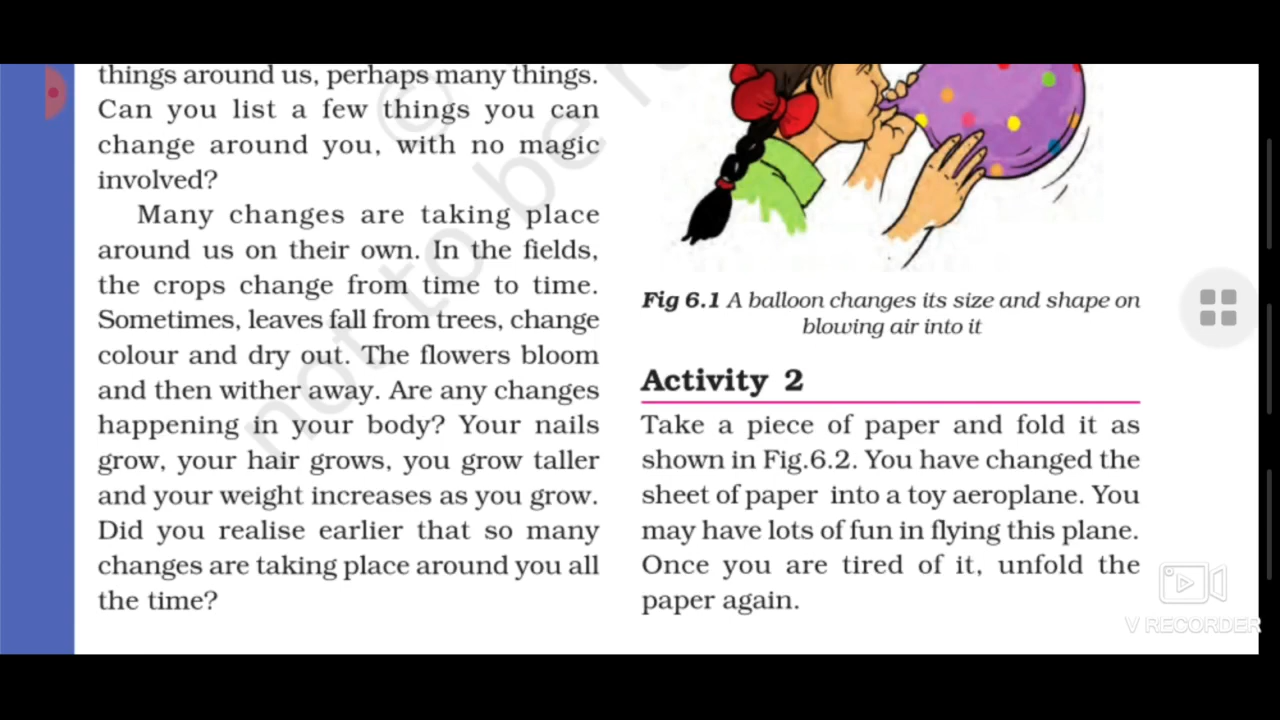 things around us, perhaps many things.
Can you list a few things you can
change around you, with no magic
involved?
Many changes are taking place
around us on their own. In the fields,
the crops change from time to time.
Sometimes, leaves fall from trees, change
colour and dry out. The flowers bloom
and then wither away. Are any changes
happening in your body? Your nails
grow, your hair grows, you grow taller
and your weight increases as you grow.
Did you realise earlier that so many
changes are taking place around you all
the time?
Fig 6.1 A balloon changes its size and shape on
blowing air into it
Activity 2
Take a piece of paper and fold it as
shown in Fig.6.2. You have changed the
sheet of paper into a toy aeroplane. You
may have lots of fun in flying this plane.
Once you are tired of it, unfold the
paper again.
© not to be
V RECORDER